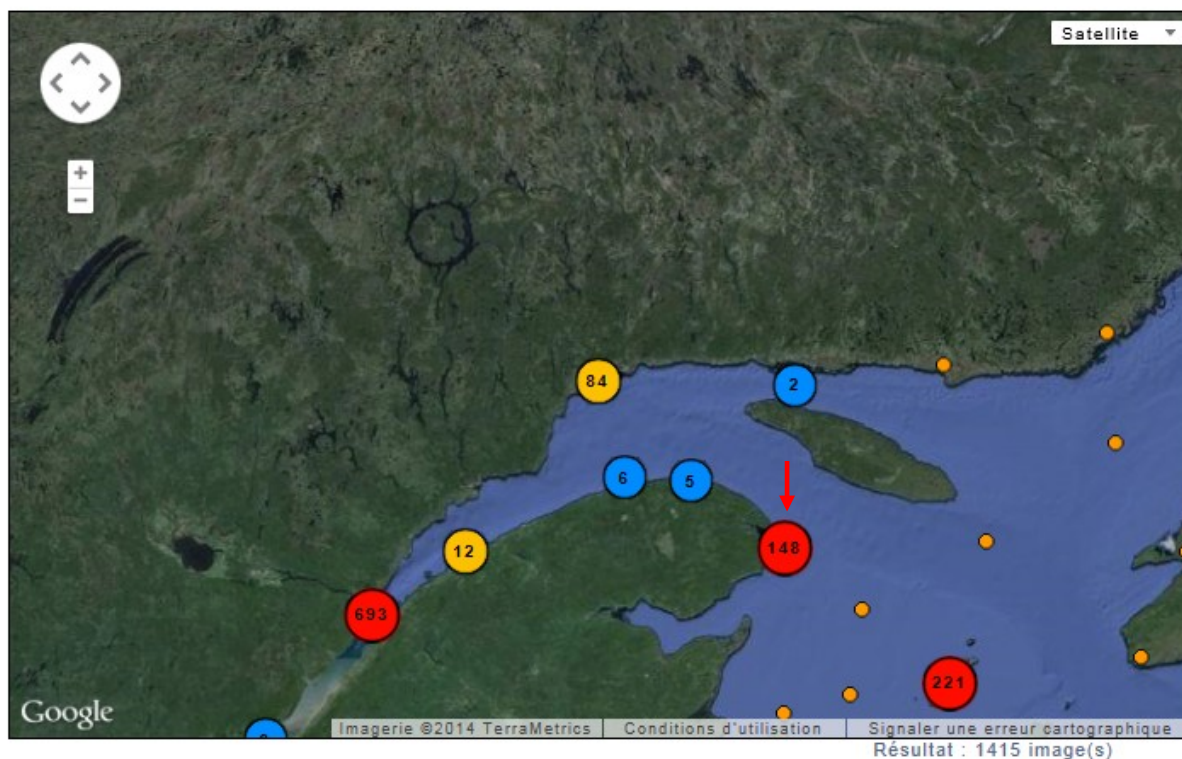 Satellite
+
−
84
2
6
5
12
148
693
221
Google
Imagerie ©2014 TerraMetrics
Conditions d'utilisation
Signaler une erreur cartographique
Résultat : 1415 image(s)